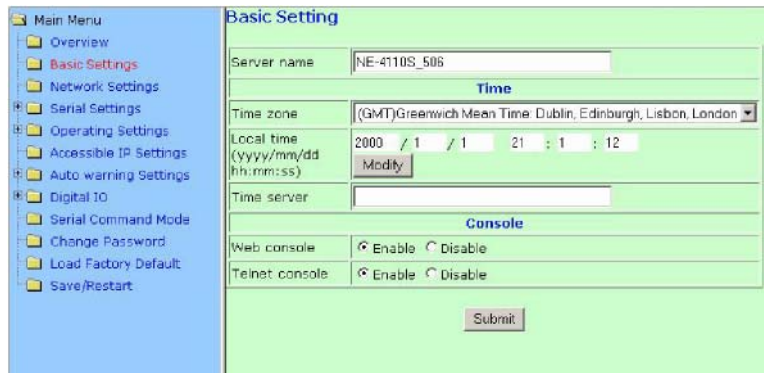 Main Menu
Overview
Basic Settings
Network Settings
Serial Settings
Operating Settings
Accessible IP Settings
Auto warning Settings
Digital IO
Serial Command Mode
Change Password
Load Factory Default
Save/Restart
Basic Setting
Server name NE-4110S_506
Time
Time zone (GMT)Greenwich Mean Time: Dublin, Edinburgh, Lisbon, London
Local time
(yyyy/mm/dd
hh:mm:ss)
2000 / 1 / 1 21 : 1 : 12
Modify
Time server
Console
Web console Enable Disable
Telnet console Enable Disable
Submit